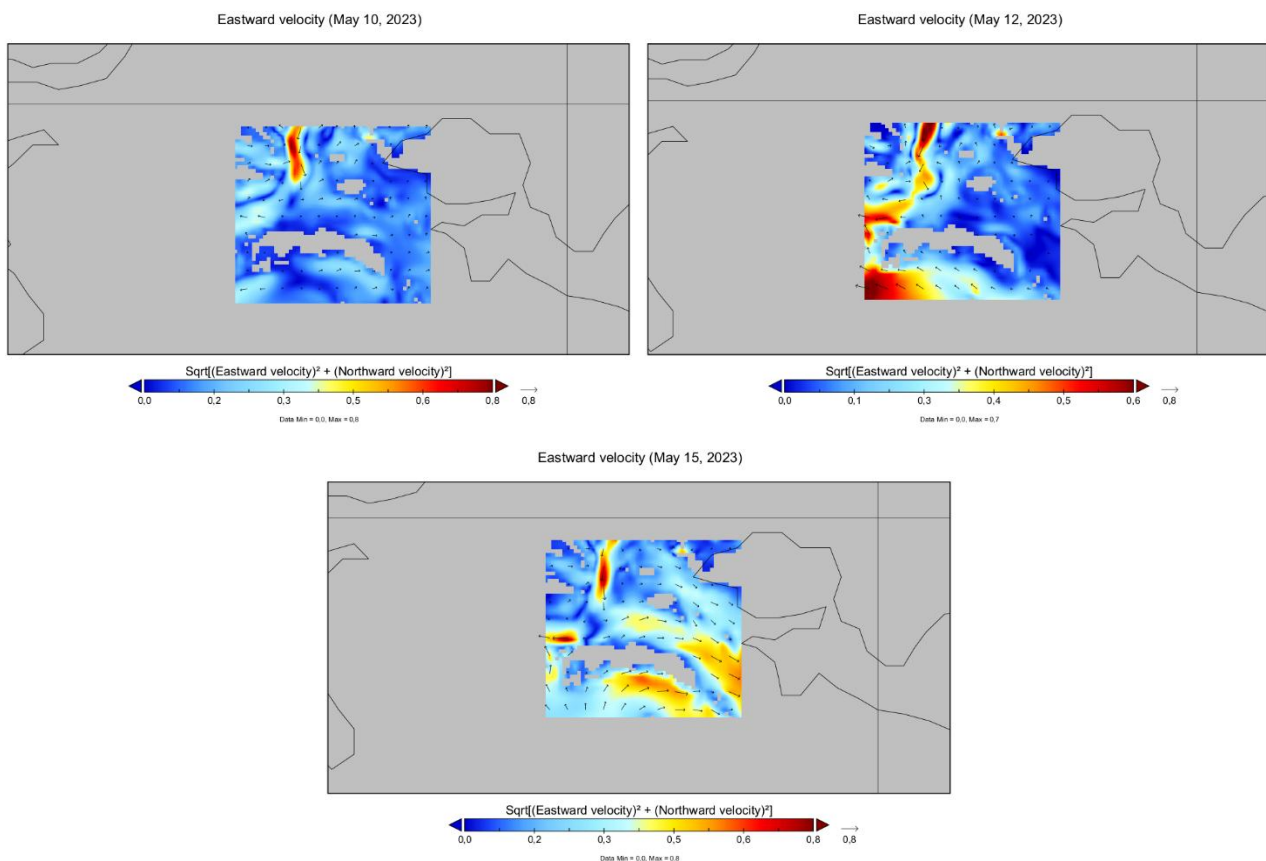 Eastward velocity (May 10, 2023)
Sqrt[(Eastward velocity)² + (Northward velocity)²]
0,0 0,2 0,3 0,5 0,6 0,8 0,8
Data Min = 0,0, Max = 0,8
Eastward velocity (May 12, 2023)
Sqrt[(Eastward velocity)² + (Northward velocity)²]
0,0 0,1 0,3 0,4 0,5 0,6 0,8
Data Min = 0,0, Max = 0,7
Eastward velocity (May 15, 2023)
Sqrt[(Eastward velocity)² + (Northward velocity)²]
0,0 0,2 0,3 0,5 0,6 0,8 0,8
Data Min = 0,0, Max = 0,8